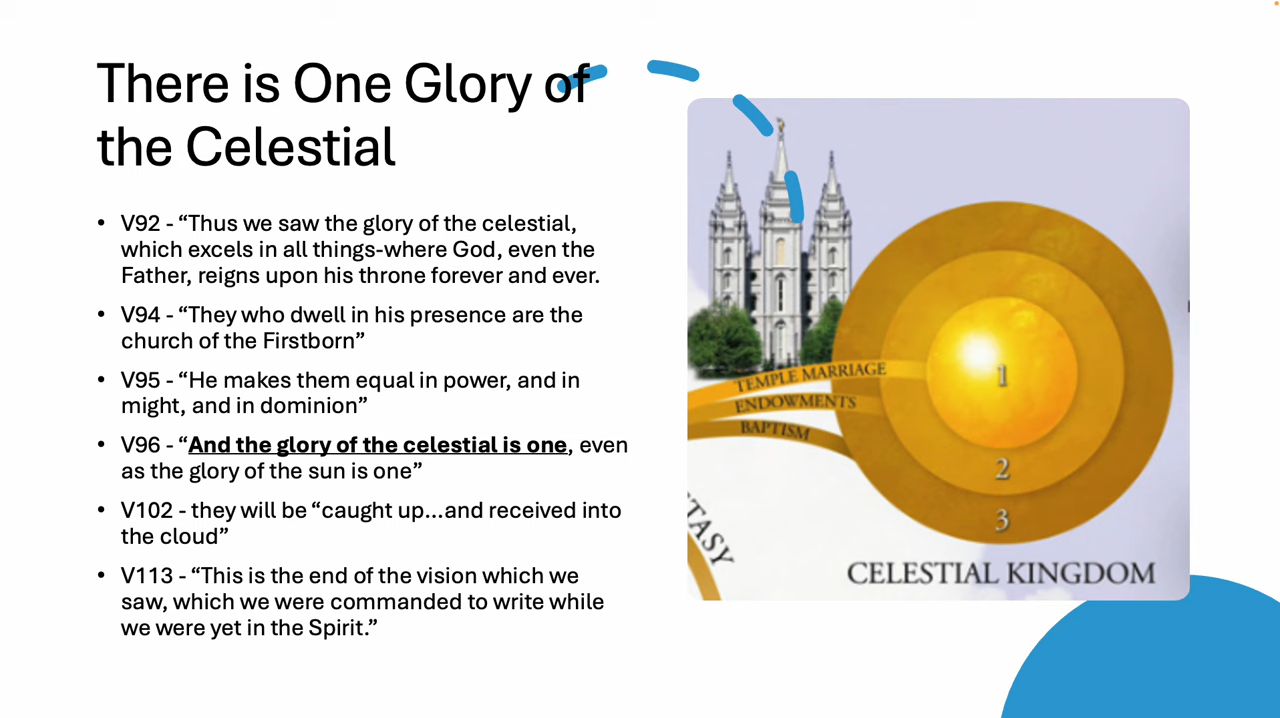 There is One Glory of
the Celestial
• V92 - “Thus we saw the glory of the celestial,
which excels in all things-where God, even the
Father, reigns upon his throne forever and ever.
• V94 - “They who dwell in his presence are the
church of the Firstborn”
• V95 - “He makes them equal in power, and in
might, and in dominion”
• V96 - “And the glory of the celestial is one, even
as the glory of the sun is one”
• V102 - they will be “caught up...and received into
the cloud”
• V113 - “This is the end of the vision which we
saw, which we were commanded to write while
we were yet in the Spirit.”
TEMPLE MARRIAGE
ENDOWMENTS
BAPTISM
1
2
3
TASY
CELESTIAL KINGDOM